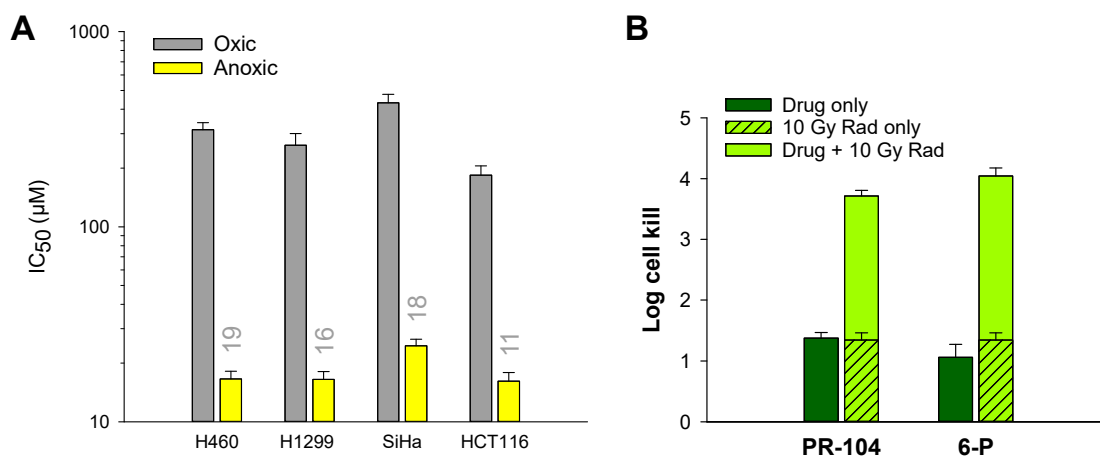 A
1000
100
10
IC50 (µM)
Oxic
Anoxic
19
16
18
11
H460 H1299 SiHa HCT116
B
Drug only
10 Gy Rad only
Drug + 10 Gy Rad
5
4
3
2
1
0
Log cell kill
PR-104 6-P